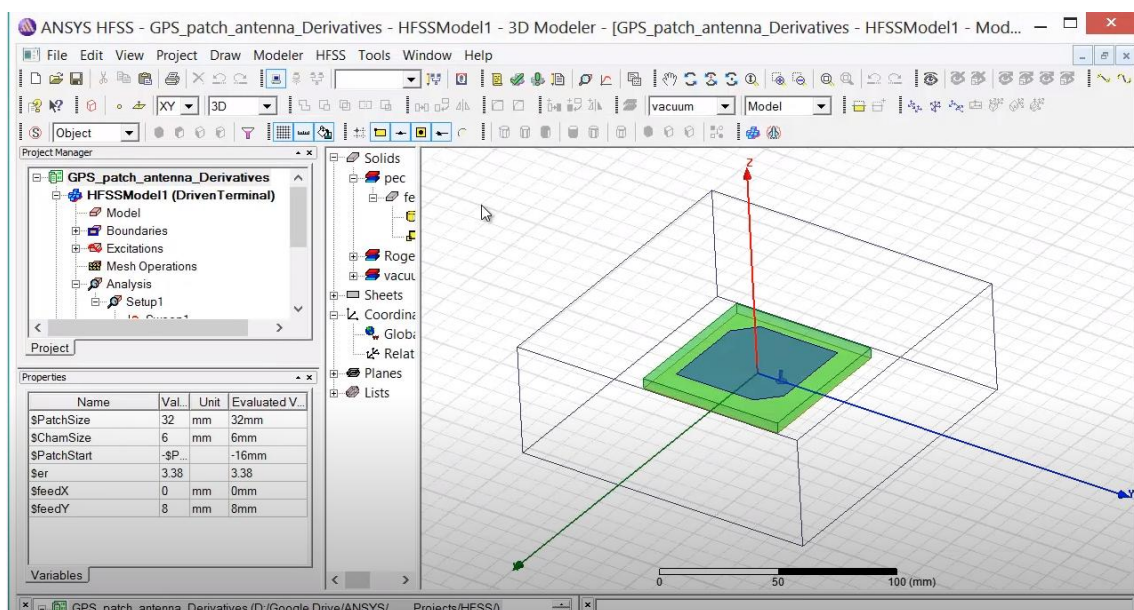 ANSYS HFSS - GPS_patch_antenna_Derivatives - HFSSModel1 - 3D Modeler - [GPS_patch_antenna_Derivatives - HFSSModel1 - Mod...
File Edit View Project Draw Modeler HFSS Tools Window Help
XY 3D vacuum Model
Object
Project Manager
GPS_patch_antenna_Derivatives
HFSSModel1 (DrivenTerminal)
Model
Boundaries
Excitations
Mesh Operations
Analysis
Setup1
Project
Properties
Name Val... Unit Evaluated V...
$PatchSize 32 mm 32mm
$ChamSize 6 mm 6mm
$PatchStart -$P... -16mm
$er 3.38 3.38
$feedX 0 mm 0mm
$feedY 8 mm 8mm
Variables
Solids
pec
fe
Roge
vacuu
Sheets
Coordina
Globa
Relat
Planes
Lists
Z
Y
0 50 100 (mm)
GPS_patch_antenna_Derivatives (D:/Google Drive/ANSYS/ Projects/HFSS/)